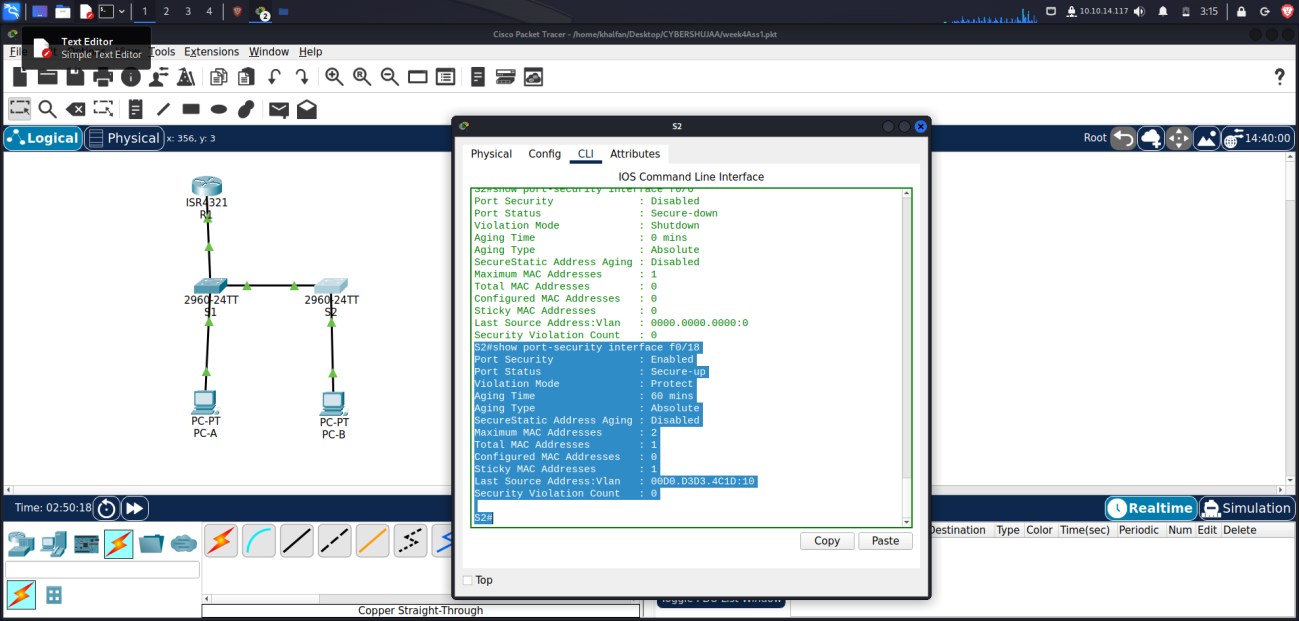 1 2 3 4 2 10.10.14.117 3:15
Cisco Packet Tracer - /home/khalfan/Desktop/CYBERSHUJAA/week4Ass1.pkt
Text Editor
Simple Text Editor
File Tools Extensions Window Help
Logical Physical x: 356, y: 3 Root 14:40:00
S2
Physical Config CLI Attributes
IOS Command Line Interface
S2#show port-security interface f0/6
Port Security : Disabled
Port Status : Secure-down
Violation Mode : Shutdown
Aging Time : 0 mins
Aging Type : Absolute
SecureStatic Address Aging : Disabled
Maximum MAC Addresses : 1
Total MAC Addresses : 0
Configured MAC Addresses : 0
Sticky MAC Addresses : 0
Last Source Address:Vlan : 0000.0000.0000:0
Security Violation Count : 0
S2#show port-security interface f0/18
Port Security : Enabled
Port Status : Secure-up
Violation Mode : Protect
Aging Time : 60 mins
Aging Type : Absolute
SecureStatic Address Aging : Disabled
Maximum MAC Addresses : 2
Total MAC Addresses : 1
Configured MAC Addresses : 0
Sticky MAC Addresses : 1
Last Source Address:Vlan : 00D0.D3D3.4C1D:10
Security Violation Count : 0
S2#
Copy Paste
Top
ISR4321
R1
2960-24TT
S1
2960-24TT
S2
PC-PT
PC-A
PC-PT
PC-B
Time: 02:50:18 Realtime Simulation
Destination Type Color Time(sec) Periodic Num Edit Delete
Toggle PDU List Window
Copper Straight-Through